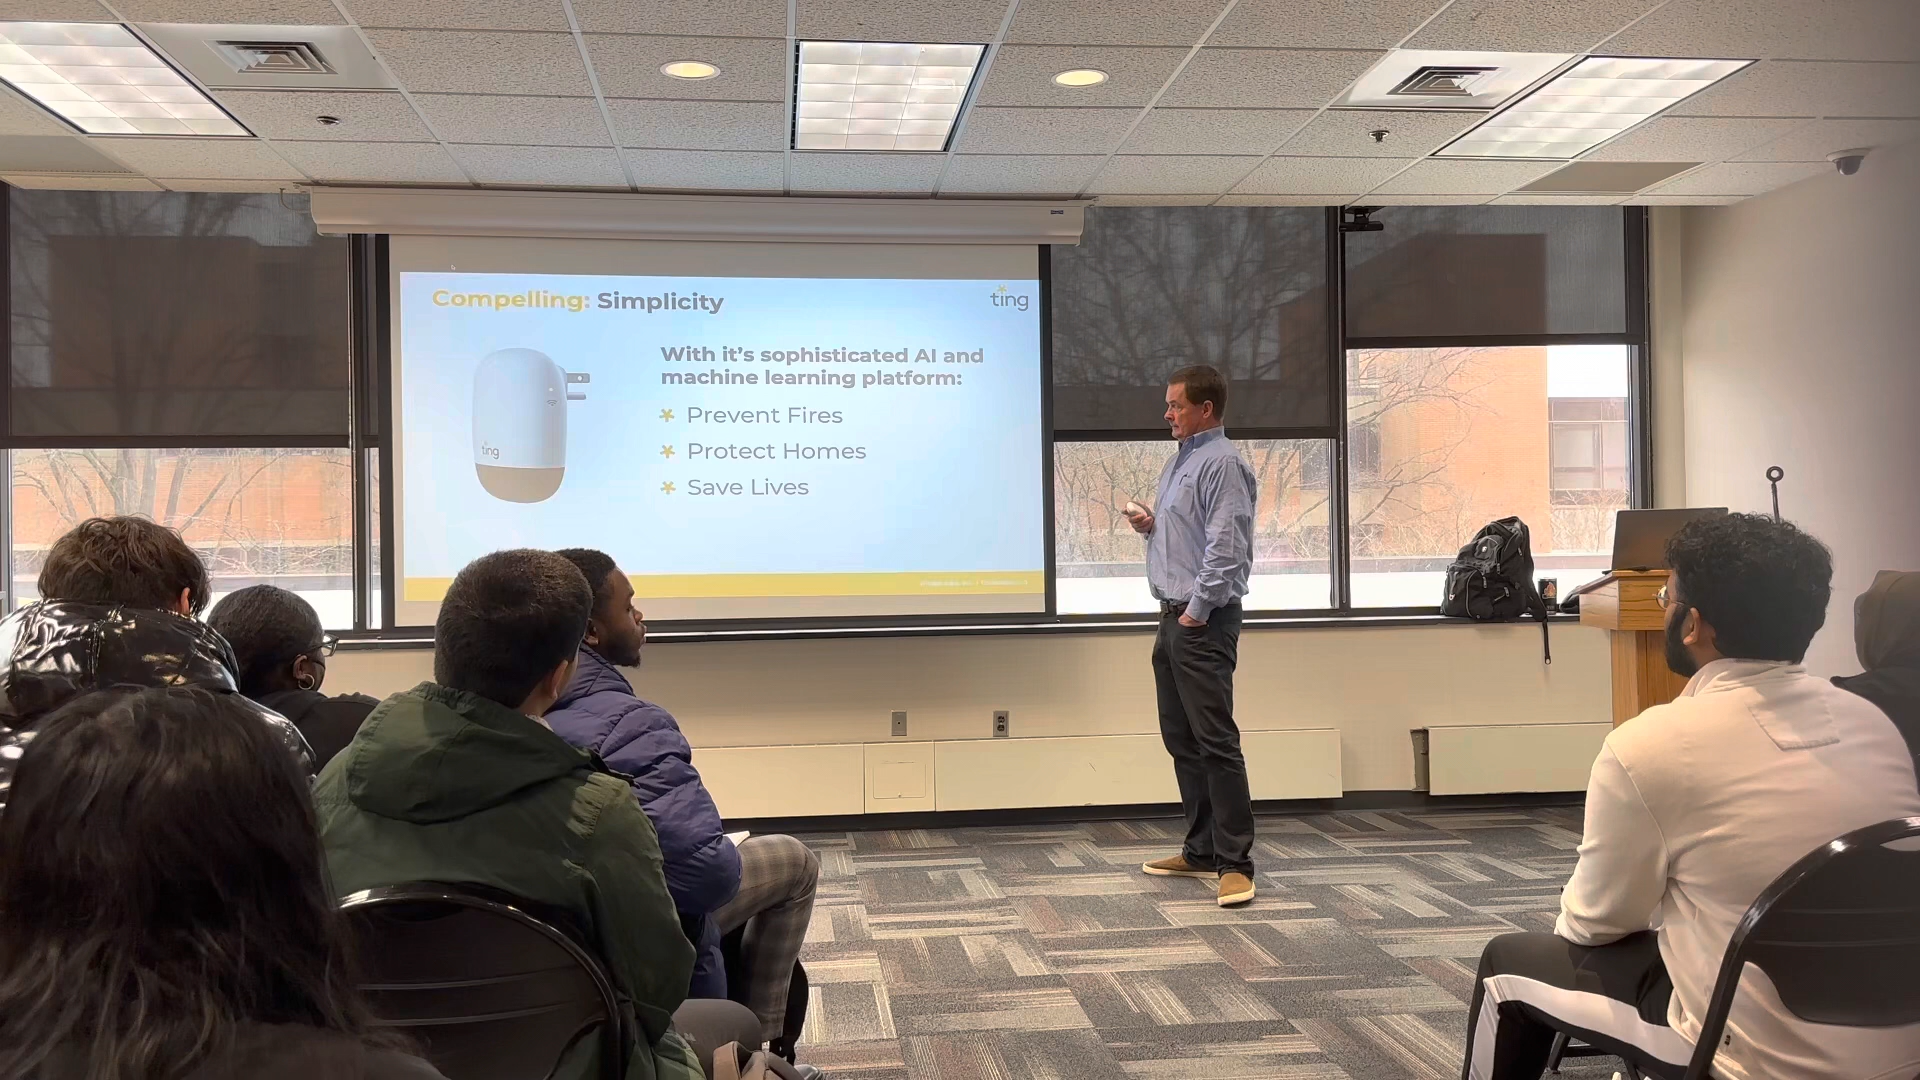 Compelling: Simplicity
ting
With it's sophisticated AI and
machine learning platform:
Prevent Fires
Protect Homes
Save Lives
ting